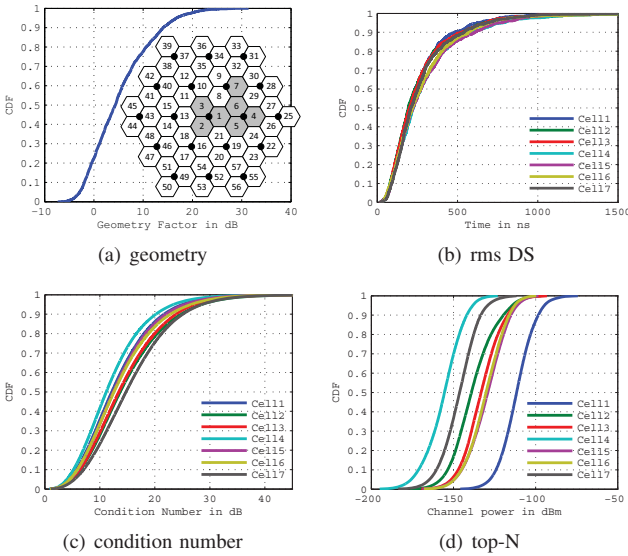 1
0.9
0.8
0.7
0.6
0.5
0.4
0.3
0.2
0.1
0
CDF
-10 0 10 20 30 40
Geometry Factor in dB
39 36 33
37 34 31
38 35 32
42 12 9 30
40 10 7 28
41 11 8 29
45 15 3 6 27
43 13 1 4 25
44 14 2 5 26
48 18 21 24
46 16 19 22
47 17 20 23
51 54 57
49 52 55
50 53 56
(a) geometry
1
0.9
0.8
0.7
0.6
0.5
0.4
0.3
0.2
0.1
0
CDF
0 500 1000 1500
Time in ns
Cell1
Cell2
Cell3
Cell4
Cell5
Cell6
Cell7
(b) rms DS
1
0.9
0.8
0.7
0.6
0.5
0.4
0.3
0.2
0.1
0
CDF
0 10 20 30 40
Condition Number in dB
Cell1
Cell2
Cell3
Cell4
Cell5
Cell6
Cell7
(c) condition number
1
0.9
0.8
0.7
0.6
0.5
0.4
0.3
0.2
0.1
0
CDF
-200 -150 -100 -50
Channel power in dBm
Cell1
Cell2
Cell3
Cell4
Cell5
Cell6
Cell7
(d) top-N